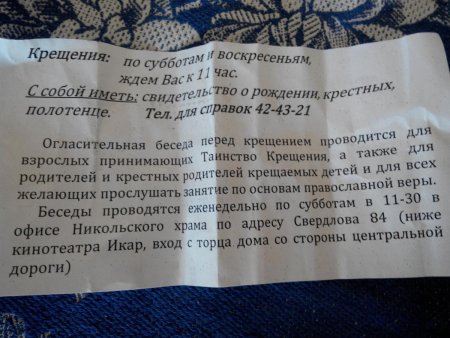 Крещения: по субботам и воскресеньям,
ждем Вас к 11 час.
С собой иметь: свидетельство о рождении, крестных,
полотенце. Тел. для справок 42-43-21
Огласительная беседа перед крещением проводится для
взрослых принимающих Таинство Крещения, а также для
родителей и крестных родителей крещаемых детей и для всех
желающих прослушать занятие по основам православной веры.
Беседы проводятся еженедельно по субботам в 11-30 в
офисе Никольского храма по адресу Свердлова 84 (ниже
кинотеатра Икар, вход с торца дома со стороны центральной
дороги)